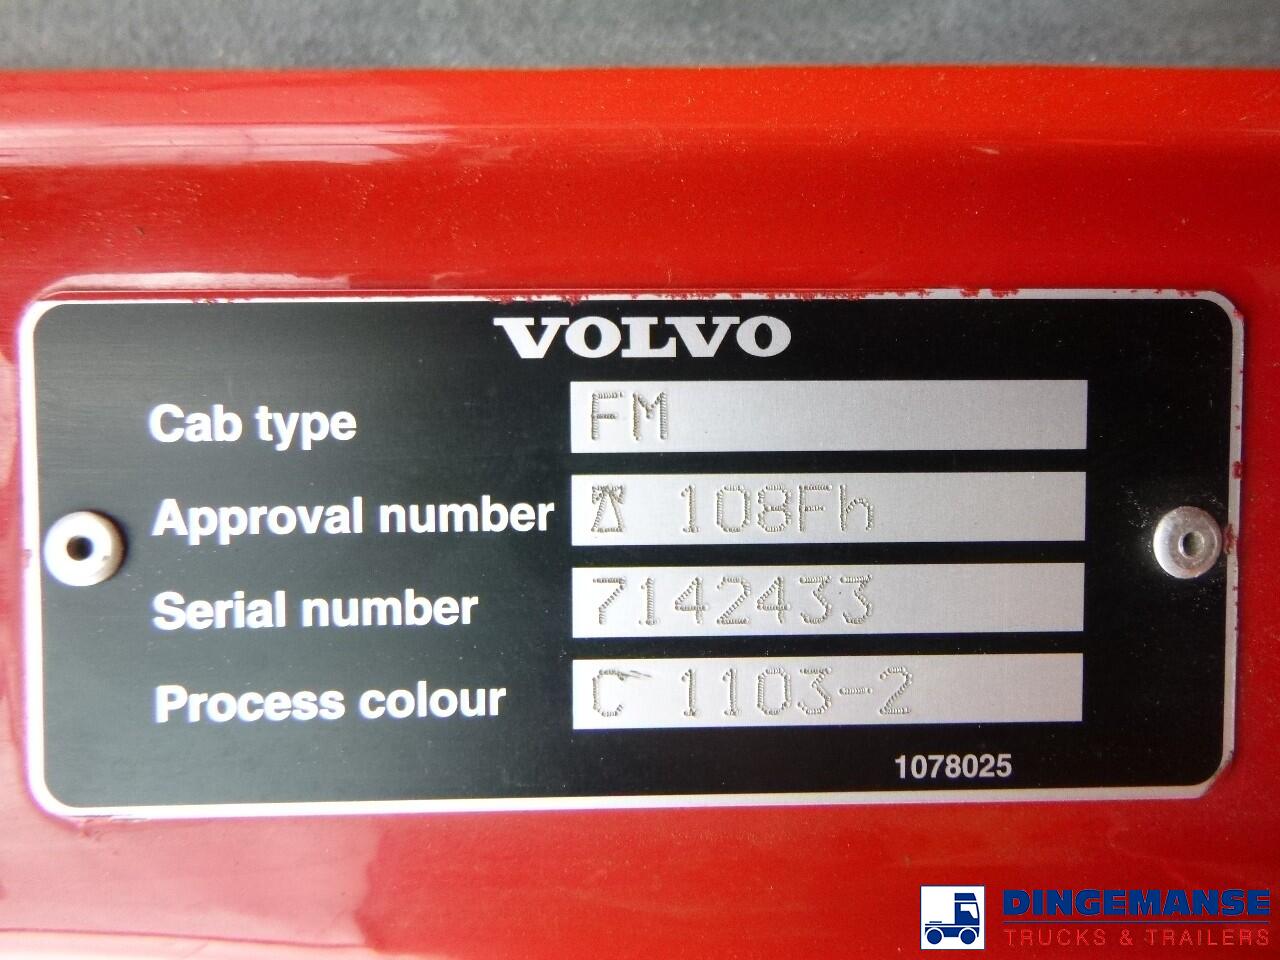 VOLVO
Cab type FM
Approval number 108Fh
Serial number 7142433
Process colour C 1103-2
1078025
DINGEMANSE
TRUCKS & TRAILERS